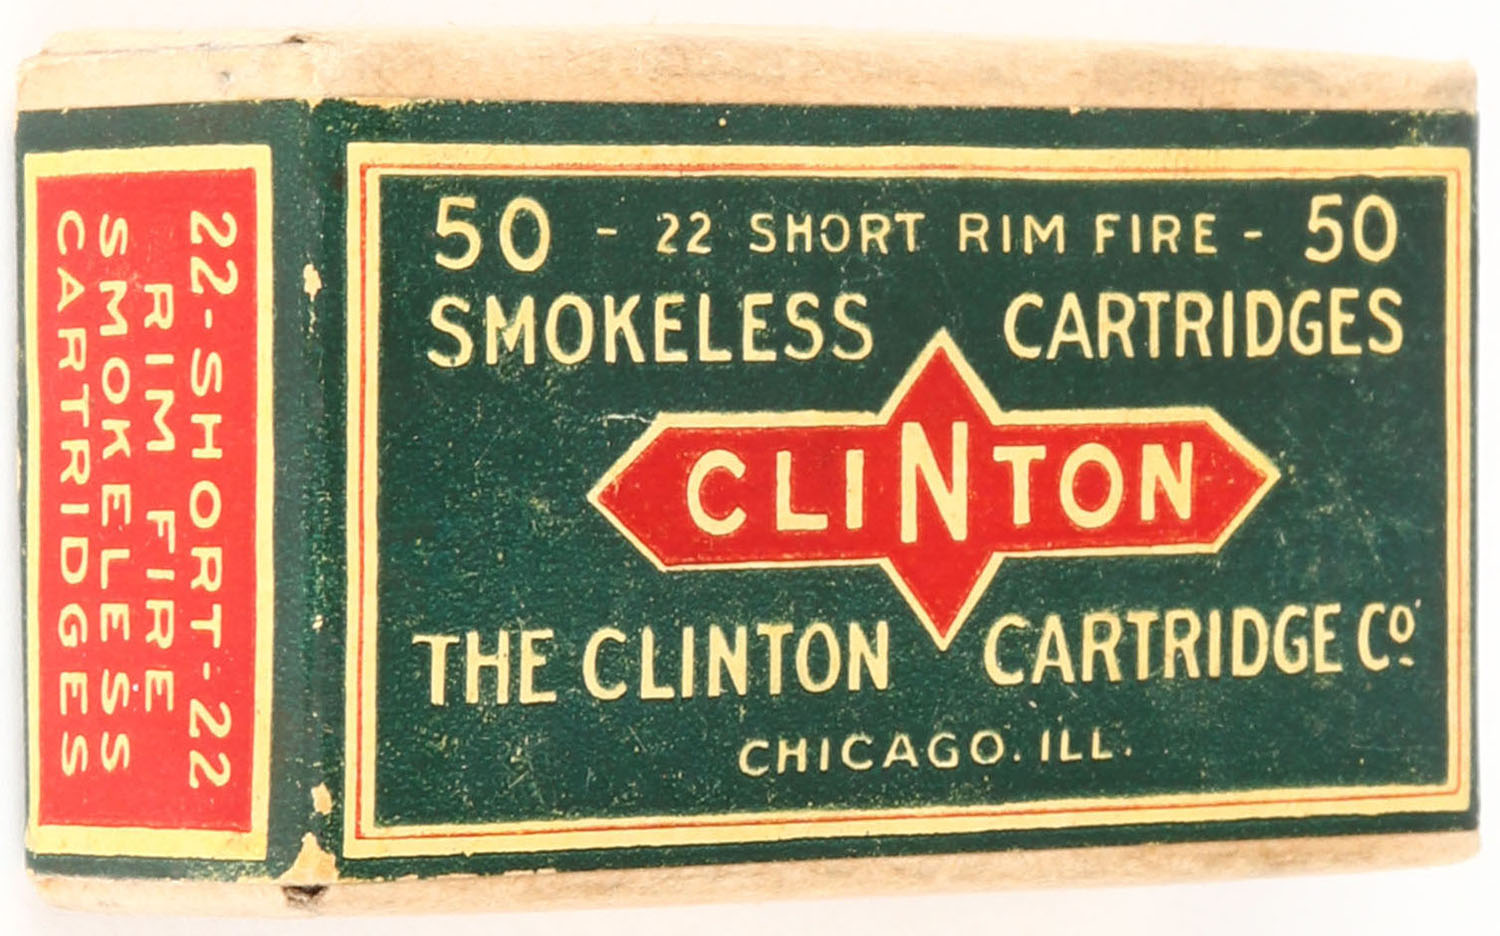 50 - 22 SHORT RIM FIRE - 50
SMOKELESS CARTRIDGES
CLINTON
THE CLINTON CARTRIDGE Co.
CHICAGO. ILL.
22-SHORT-22
RIM FIRE
SMOKELESS
CARTRIDGES